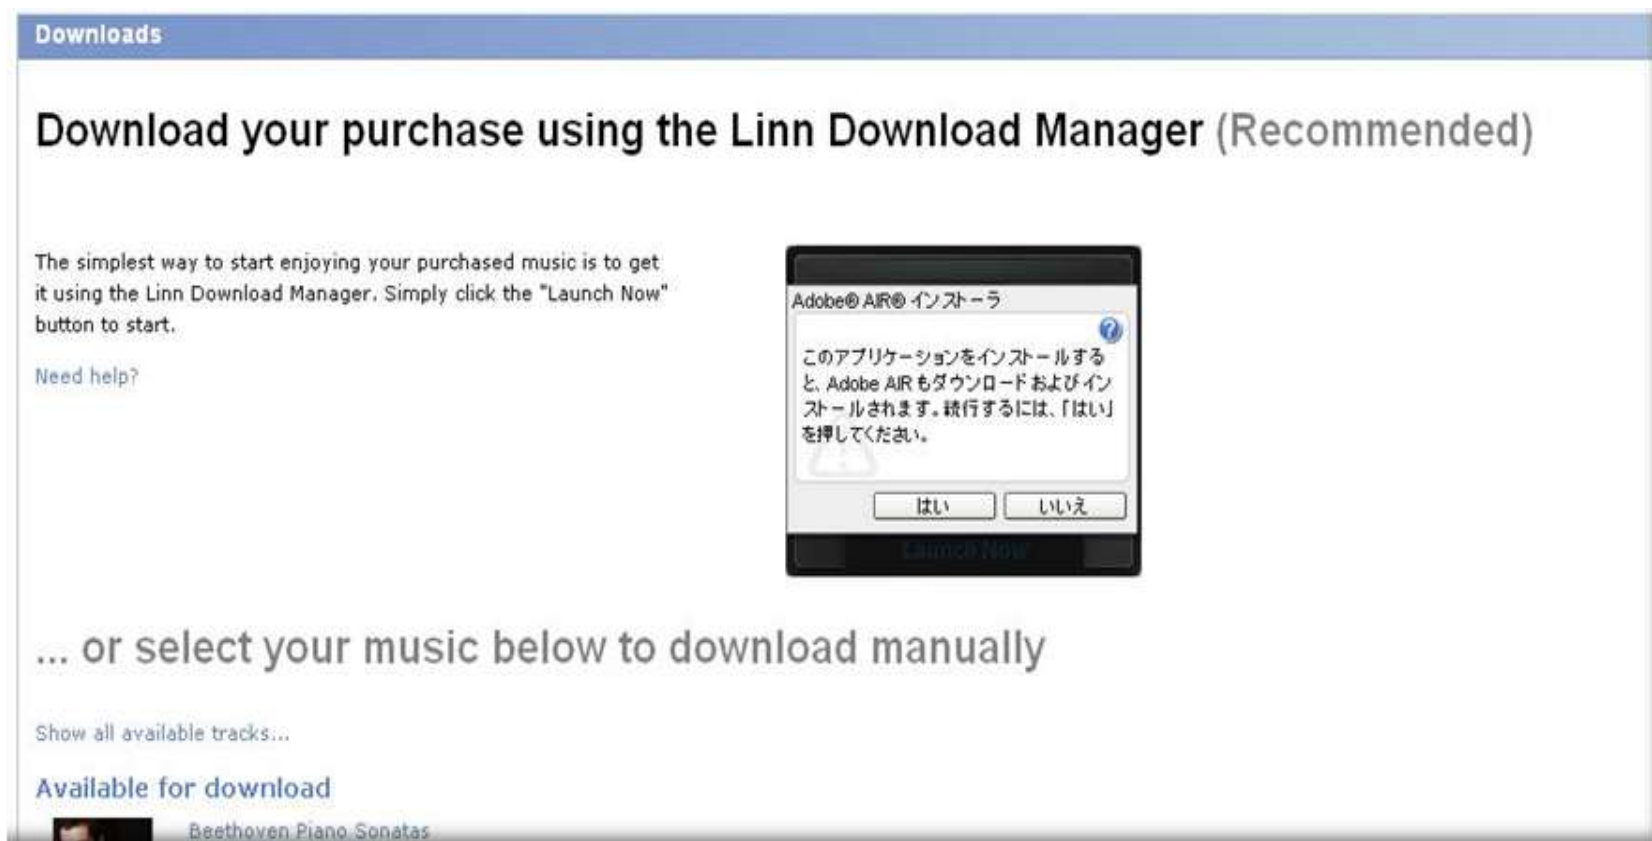 Downloads
Download your purchase using the Linn Download Manager (Recommended)
The simplest way to start enjoying your purchased music is to get
it using the Linn Download Manager. Simply click the "Launch Now"
button to start.
Need help?
Adobe® AIR® インストーラ
このアプリケーションをインストールする
と、Adobe AIR もダウンロードおよびイン
ストールされます。続行するには、「はい」
を押してください。
はい いいえ
Launch Now
... or select your music below to download manually
Show all available tracks...
Available for download
Beethoven Piano Sonatas